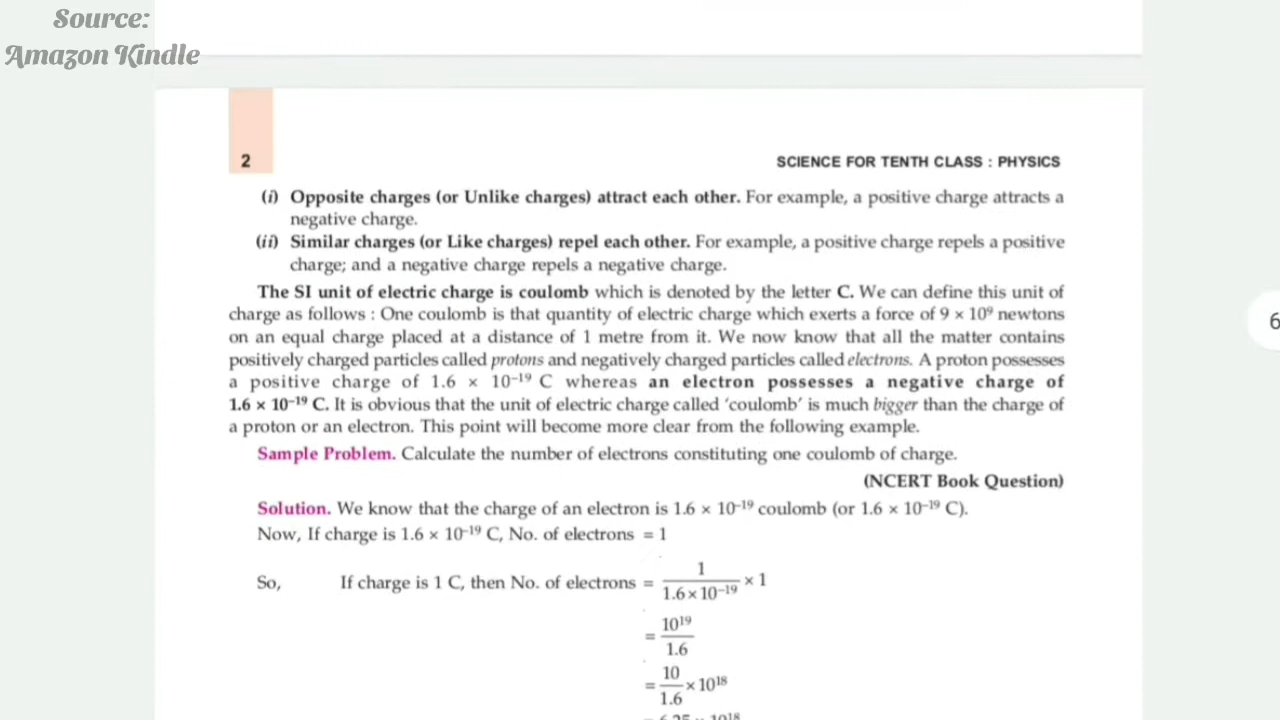 Source:
Amazon Kindle
2
SCIENCE FOR TENTH CLASS : PHYSICS
(i) Opposite charges (or Unlike charges) attract each other. For example, a positive charge attracts a
negative charge.
(ii) Similar charges (or Like charges) repel each other. For example, a positive charge repels a positive
charge; and a negative charge repels a negative charge.
The SI unit of electric charge is coulomb which is denoted by the letter C. We can define this unit of
charge as follows : One coulomb is that quantity of electric charge which exerts a force of 9 × 10⁹ newtons
on an equal charge placed at a distance of 1 metre from it. We now know that all the matter contains
positively charged particles called protons and negatively charged particles called electrons. A proton possesses
a positive charge of 1.6 × 10⁻¹⁹ C whereas an electron possesses a negative charge of
1.6 × 10⁻¹⁹ C. It is obvious that the unit of electric charge called ‘coulomb’ is much bigger than the charge of
a proton or an electron. This point will become more clear from the following example.
Sample Problem. Calculate the number of electrons constituting one coulomb of charge.
(NCERT Book Question)
Solution. We know that the charge of an electron is 1.6 × 10⁻¹⁹ coulomb (or 1.6 × 10⁻¹⁹ C).
Now, If charge is 1.6 × 10⁻¹⁹ C, No. of electrons = 1
So, If charge is 1 C, then No. of electrons = 1 / 1.6 × 10⁻¹⁹ × 1
= 10¹⁹ / 1.6
= 10 / 1.6 × 10¹⁸
6